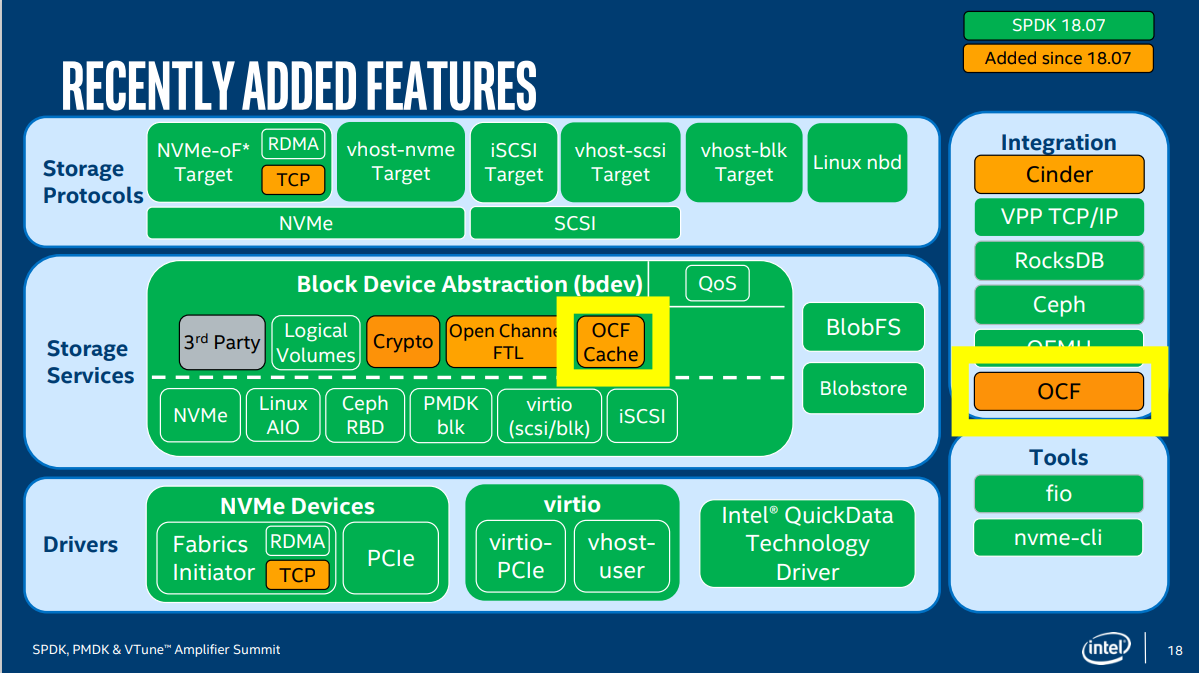 SPDK 18.07
Added since 18.07
RECENTLY ADDED FEATURES
Storage
Protocols
NVMe-oF*
Target
RDMA
TCP
vhost-nvme
Target
iSCSI
Target
vhost-scsi
Target
vhost-blk
Target
Linux nbd
NVMe
SCSI
Storage
Services
Block Device Abstraction (bdev)
QoS
3rd Party
Logical
Volumes
Crypto
Open Channe
FTL
OCF
Cache
NVMe
Linux
AIO
Ceph
RBD
PMDK
blk
virtio
(scsi/blk)
iSCSI
BlobFS
Blobstore
Drivers
NVMe Devices
Fabrics
Initiator
RDMA
TCP
PCIe
virtio
virtio-
PCIe
vhost-
user
Intel® QuickData
Technology
Driver
Integration
Cinder
VPP TCP/IP
RocksDB
Ceph
OCF
Tools
fio
nvme-cli
SPDK, PMDK & VTune™ Amplifier Summit
intel
18